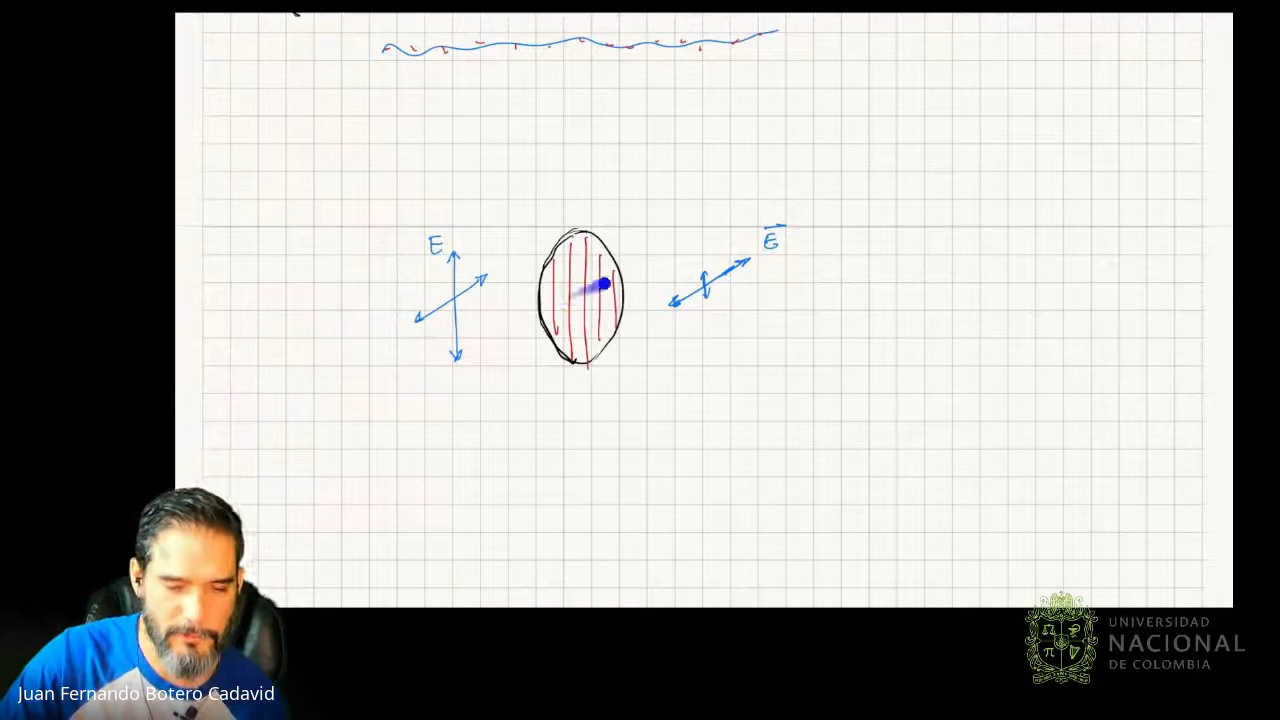 E
E⃗
UNIVERSIDAD
NACIONAL
DE COLOMBIA
Juan Fernando Botero Cadavid